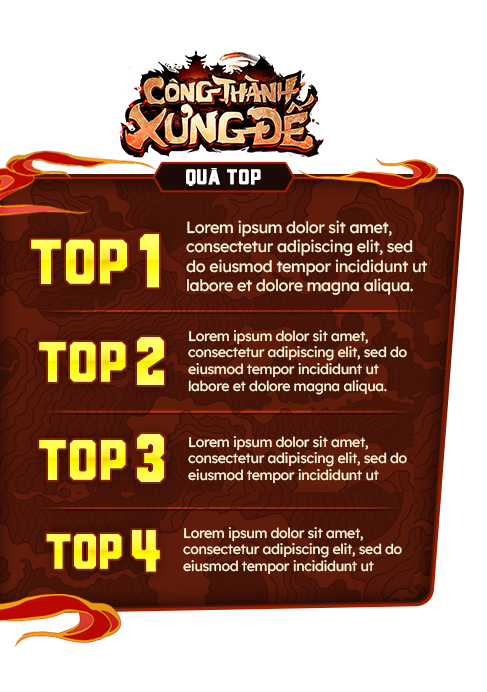 CÔNG THÀNH
XƯNG ĐẾ
QUÀ TOP
TOP 1
Lorem ipsum dolor sit amet,
consectetur adipiscing elit, sed
do eiusmod tempor incididunt ut
labore et dolore magna aliqua.
TOP 2
Lorem ipsum dolor sit amet,
consectetur adipiscing elit, sed do
eiusmod tempor incididunt ut
labore et dolore magna aliqua.
TOP 3
Lorem ipsum dolor sit amet,
consectetur adipiscing elit, sed do
eiusmod tempor incididunt ut
TOP 4
Lorem ipsum dolor sit amet,
consectetur adipiscing elit, sed do
eiusmod tempor incididunt ut